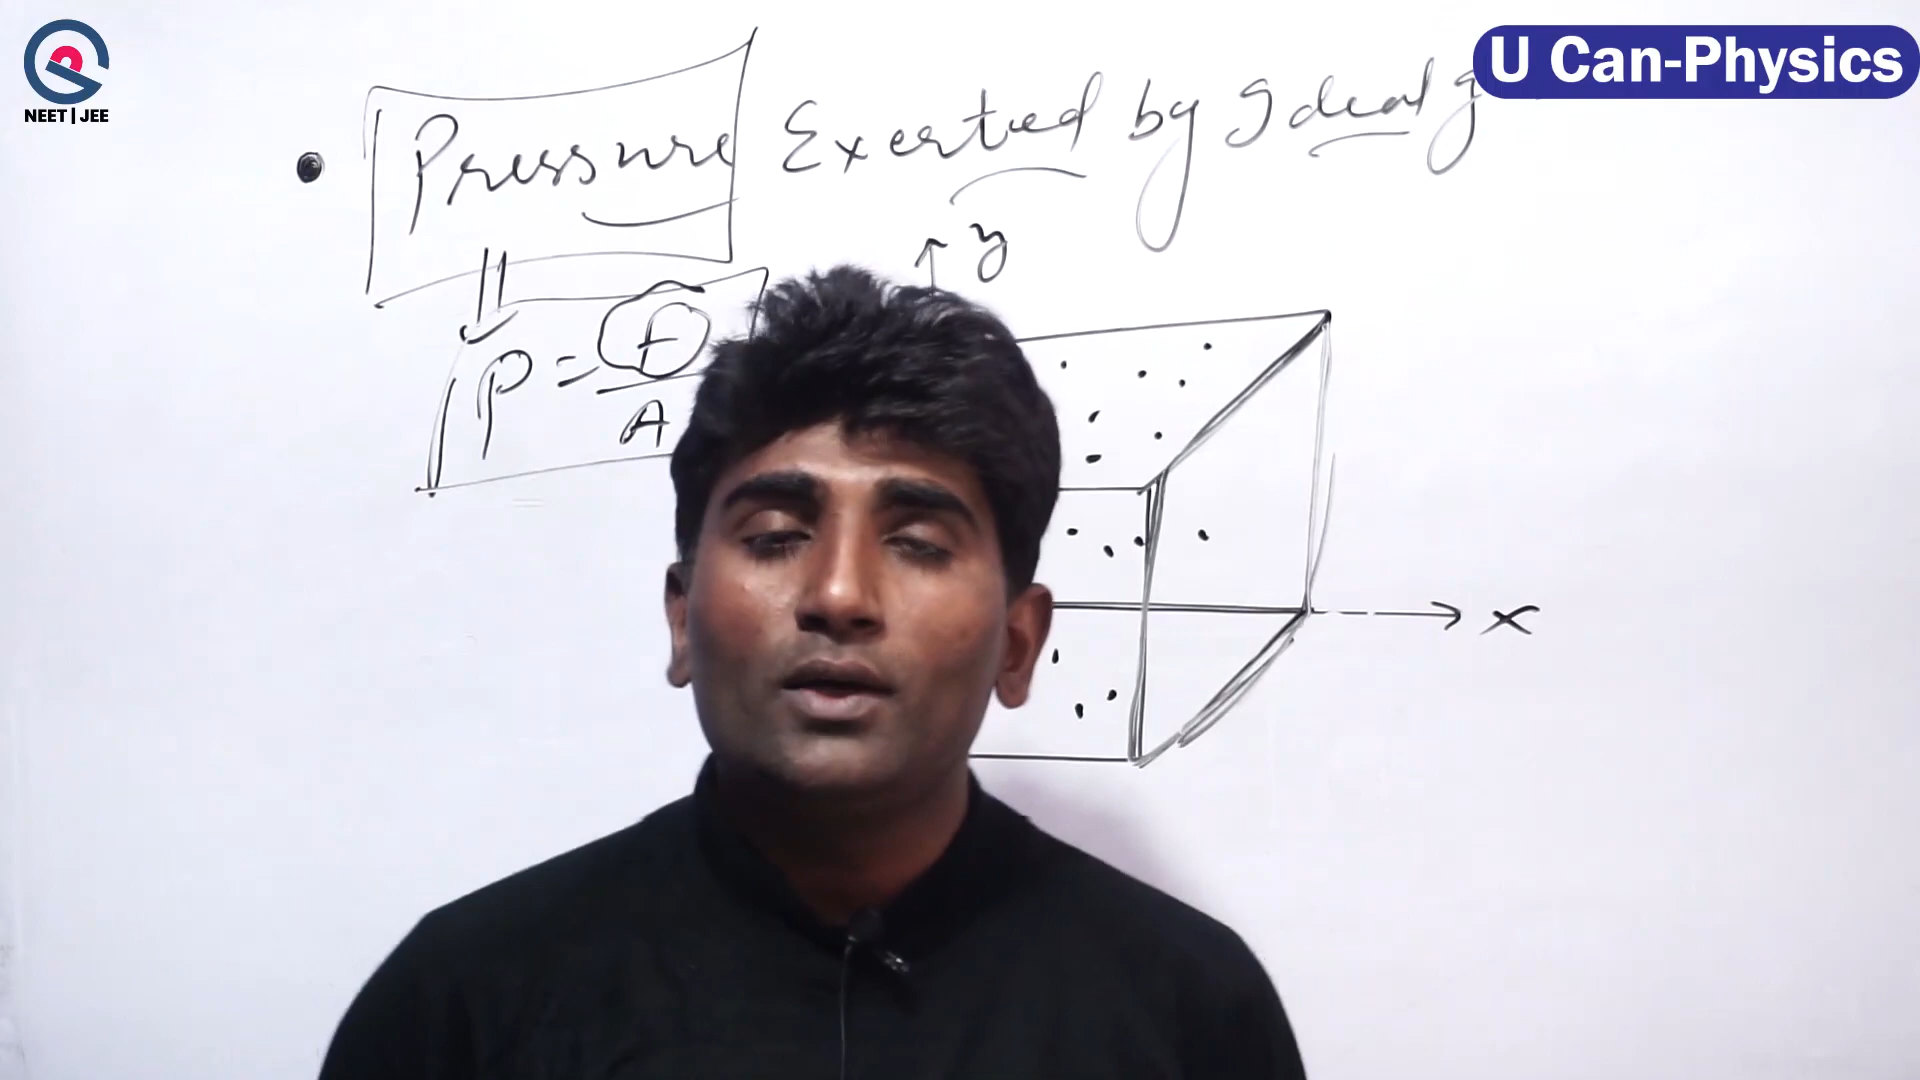 NEET | JEE
U Can-Physics
• Pressure Exerted by Ideal g
y
P = F
A
x